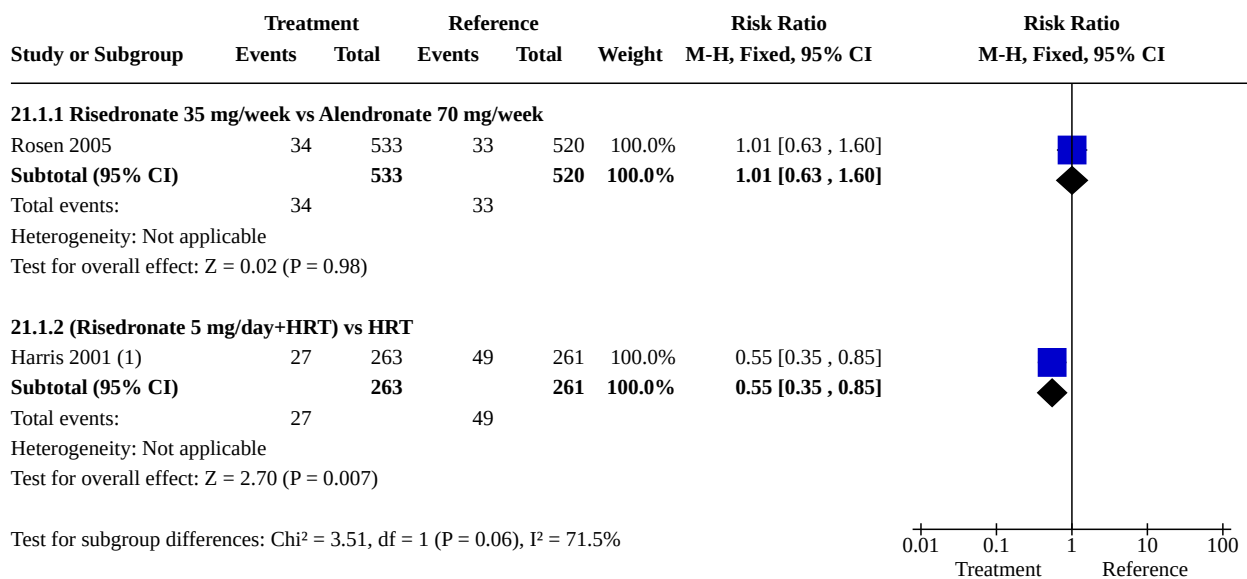 Treatment Reference Risk Ratio Risk Ratio
Study or Subgroup Events Total Events Total Weight M-H, Fixed, 95% CI M-H, Fixed, 95% CI
21.1.1 Risedronate 35 mg/week vs Alendronate 70 mg/week
Rosen 2005 34 533 33 520 100.0% 1.01 [0.63 , 1.60]
Subtotal (95% CI) 533 520 100.0% 1.01 [0.63 , 1.60]
Total events: 34 33
Heterogeneity: Not applicable
Test for overall effect: Z = 0.02 (P = 0.98)
21.1.2 (Risedronate 5 mg/day+HRT) vs HRT
Harris 2001 (1) 27 263 49 261 100.0% 0.55 [0.35 , 0.85]
Subtotal (95% CI) 263 261 100.0% 0.55 [0.35 , 0.85]
Total events: 27 49
Heterogeneity: Not applicable
Test for overall effect: Z = 2.70 (P = 0.007)
Test for subgroup differences: Chi² = 3.51, df = 1 (P = 0.06), I² = 71.5%
0.01 0.1 1 10 100
Treatment Reference